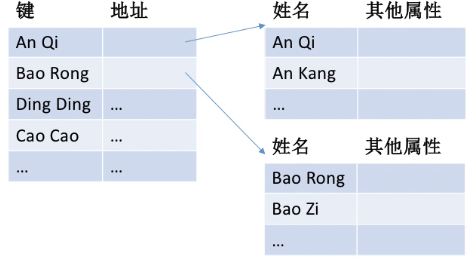 键 地址
An Qi
Bao Rong
Ding Ding …
Cao Cao …
… …
姓名 其他属性
An Qi
An Kang
…
姓名 其他属性
Bao Rong
Bao Zi
…